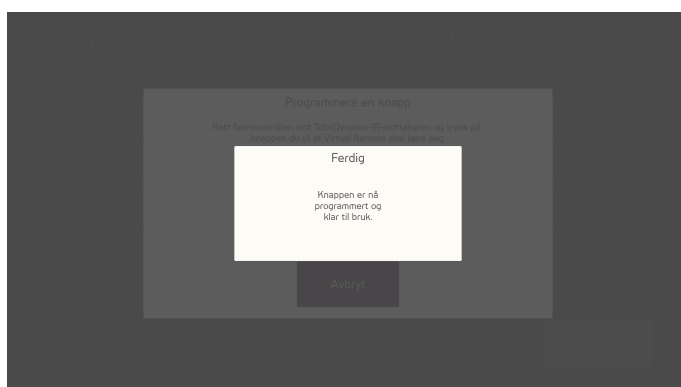 Programmere en knapp
Rett fjernkontrollen mot TobiiDynavox-IR-mottakeren og trykk på
knappen du vil at Virtual Remote skal lære seg.
Ferdig
Knappen er nå
programmert og
klar til bruk.
Avbryt